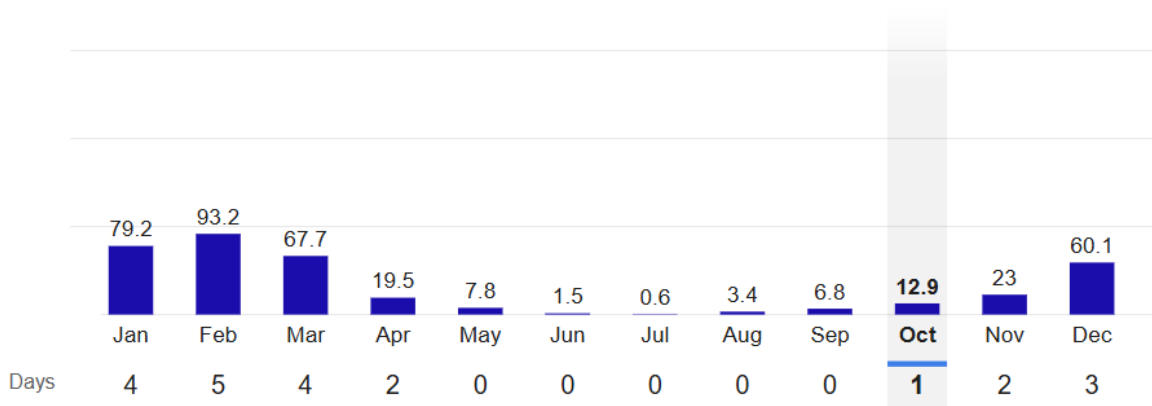 79.2 93.2 67.7 19.5 7.8 1.5 0.6 3.4 6.8 12.9 23 60.1
Jan Feb Mar Apr May Jun Jul Aug Sep Oct Nov Dec
Days 4 5 4 2 0 0 0 0 0 1 2 3